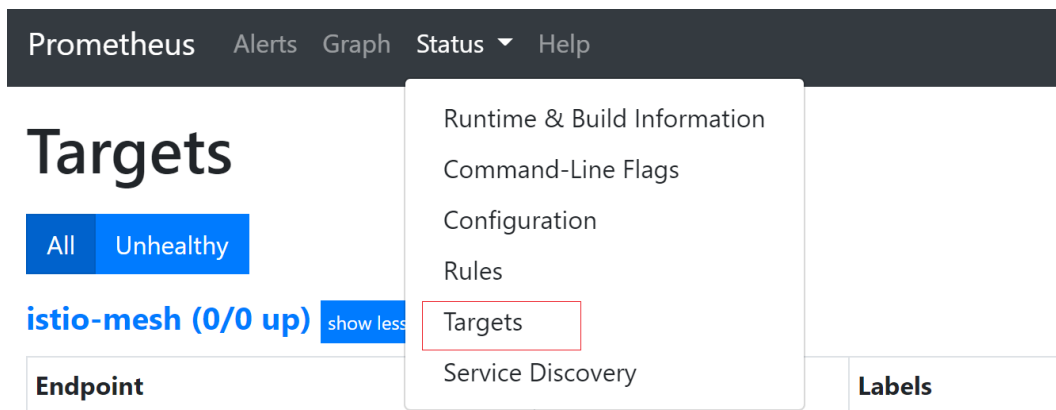 Prometheus Alerts Graph Status Help
Runtime & Build Information
Command-Line Flags
Configuration
Rules
Targets
Service Discovery
Targets
All Unhealthy
istio-mesh (0/0 up) show less
Endpoint Labels